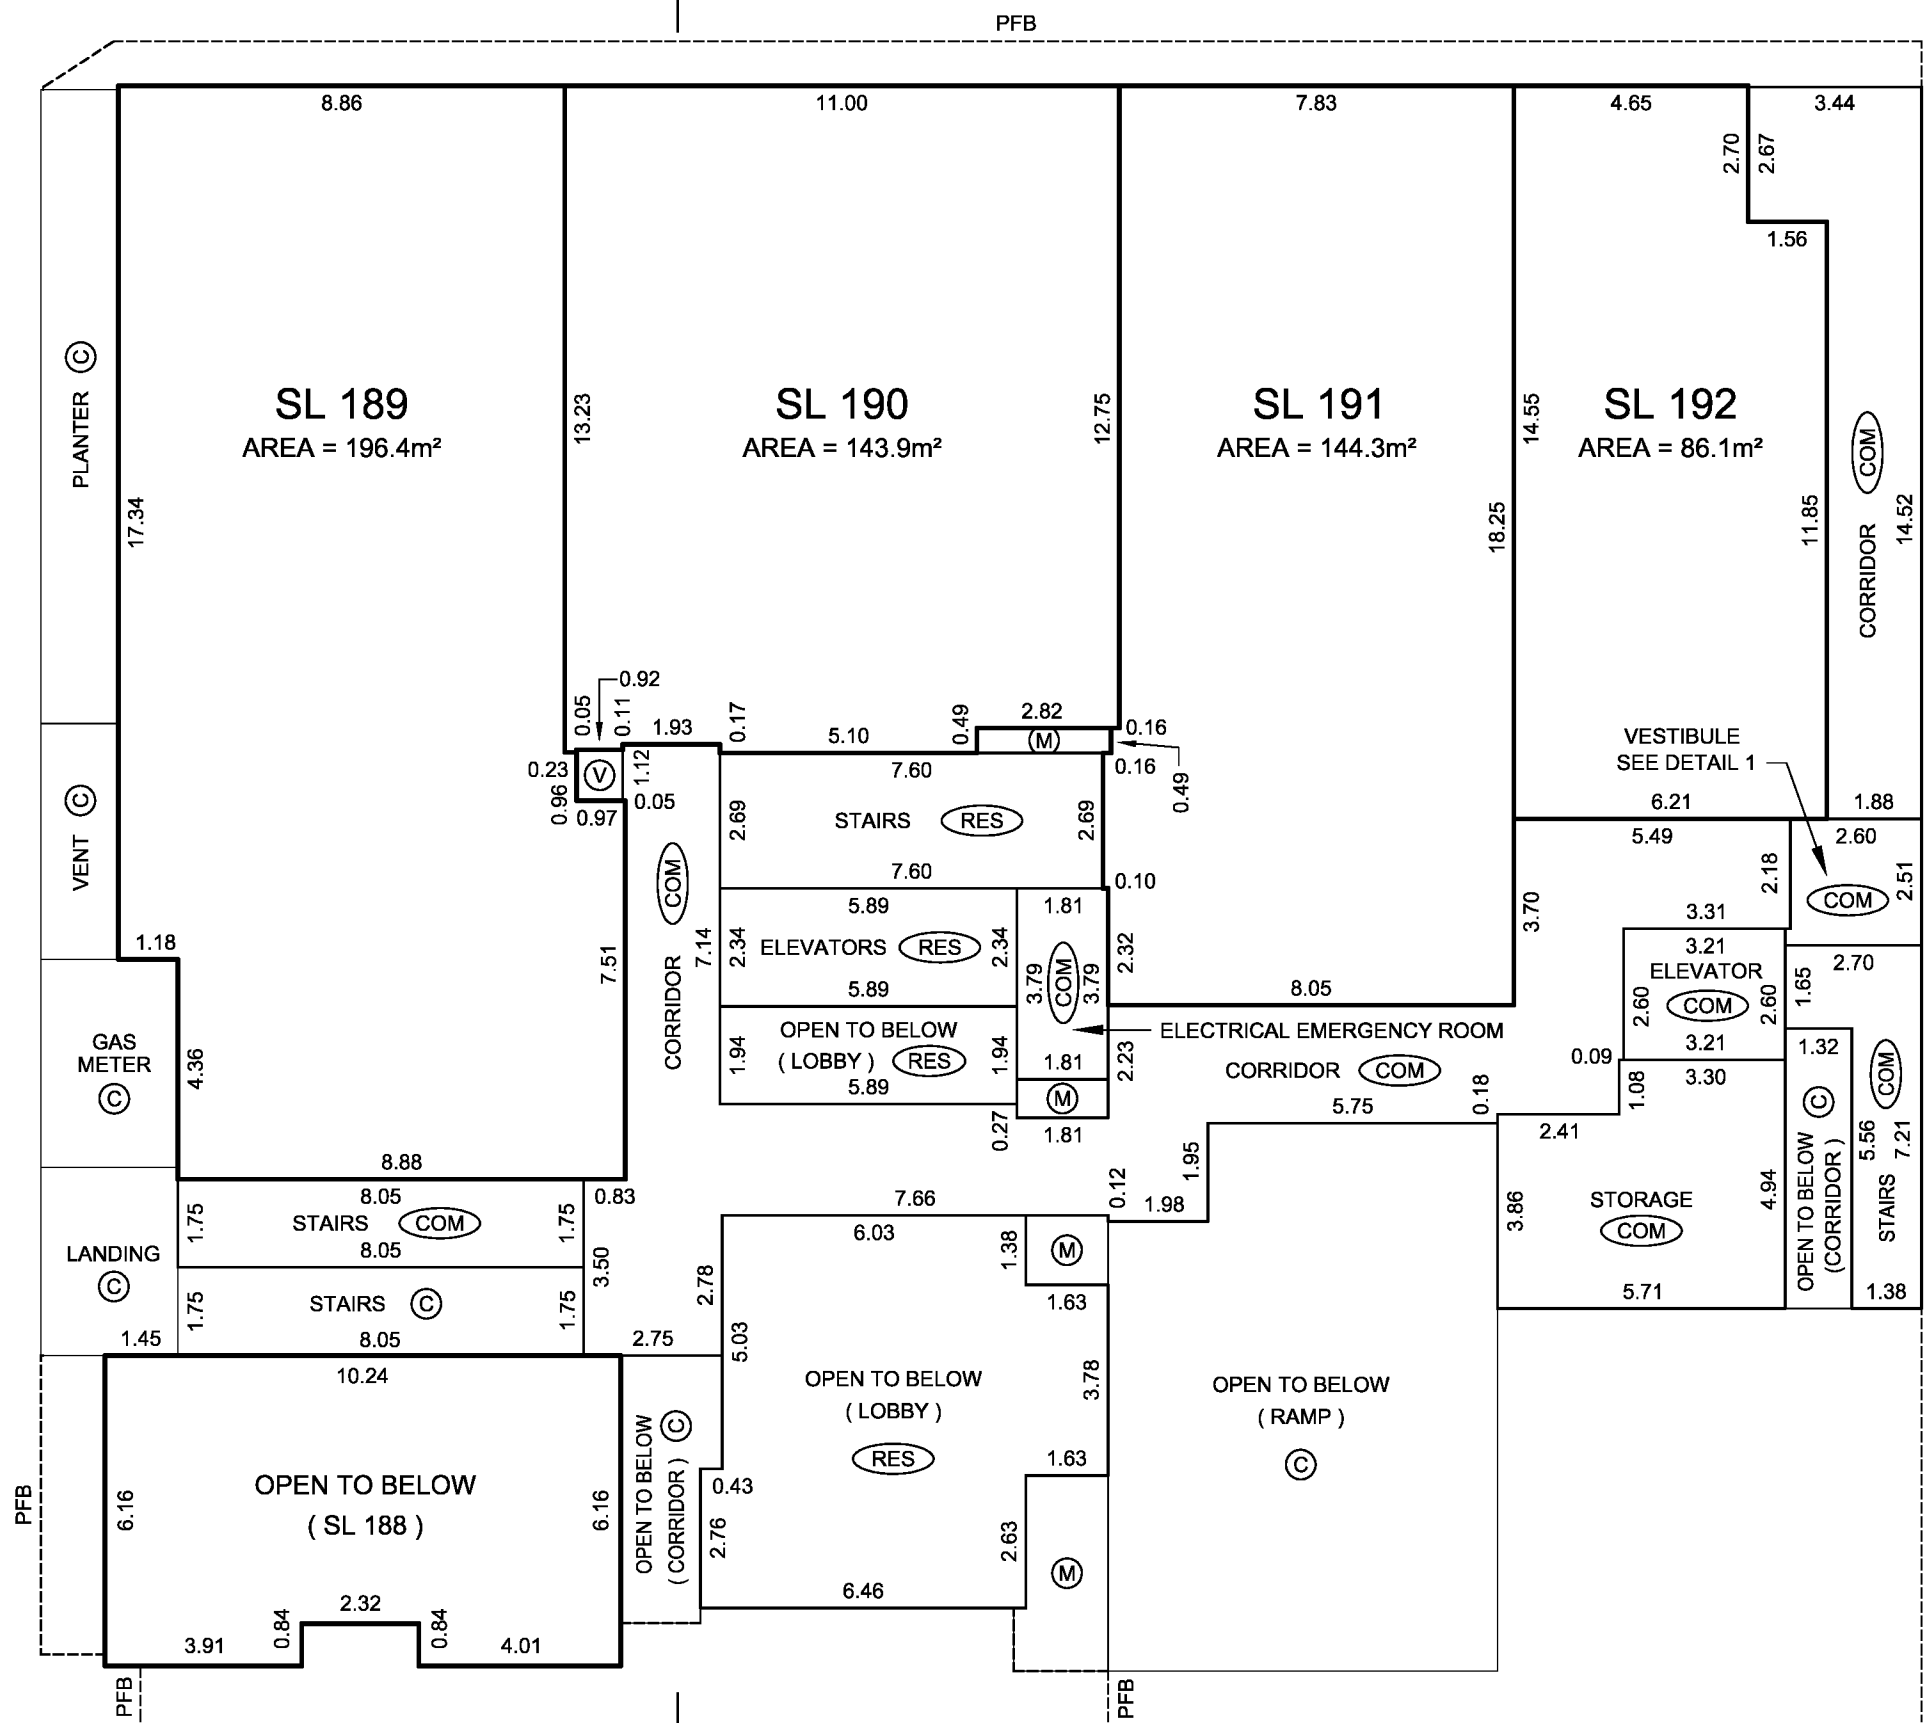 PFB
8.86
11.00
7.83
4.65
3.44
2.70
2.67
1.56
SL 189
AREA = 196.4m²
SL 190
AREA = 143.9m²
SL 191
AREA = 144.3m²
SL 192
AREA = 86.1m²
PLANTER C
17.34
13.23
12.75
14.55
18.25
11.85
CORRIDOR COM
14.52
0.92
0.05
0.11
1.93
0.17
5.10
0.49
2.82
M
0.16
0.16
0.49
VESTIBULE
SEE DETAIL 1
VENT C
0.23
V
1.12
0.96
0.97
0.05
7.60
STAIRS RES
2.69
2.69
7.60
0.10
6.21
1.88
5.49
2.60
2.18
2.51
COM
3.70
3.31
1.18
7.51
CORRIDOR COM
7.14
5.89
2.34
ELEVATORS RES
2.34
5.89
1.81
3.79
COM
3.79
2.32
8.05
3.21
ELEVATOR
COM
2.60
2.60
3.21
1.65
2.70
GAS
METER
C
4.36
OPEN TO BELOW
( LOBBY ) RES
1.94
1.94
5.89
1.81
ELECTRICAL EMERGENCY ROOM
CORRIDOR COM
2.23
M
0.27
1.81
5.75
0.18
0.09
1.08
3.30
2.41
1.32
OPEN TO BELOW
(CORRIDOR ) C
5.56
STAIRS COM
7.21
1.38
8.88
8.05
0.83
1.75
STAIRS COM
1.75
8.05
LANDING
C
1.75
STAIRS C
1.75
3.50
1.45
8.05
2.75
7.66
0.12
1.98
1.95
3.86
STORAGE
COM
4.94
5.71
6.03
1.38
M
1.63
2.78
5.03
3.78
1.63
OPEN TO BELOW
( LOBBY )
RES
0.43
2.76
2.63
M
6.46
OPEN TO BELOW
( RAMP )
C
10.24
OPEN TO BELOW
( SL 188 )
6.16
6.16
2.32
0.84
0.84
3.91
4.01
OPEN TO BELOW
( CORRIDOR ) C
PFB
PFB
PFB